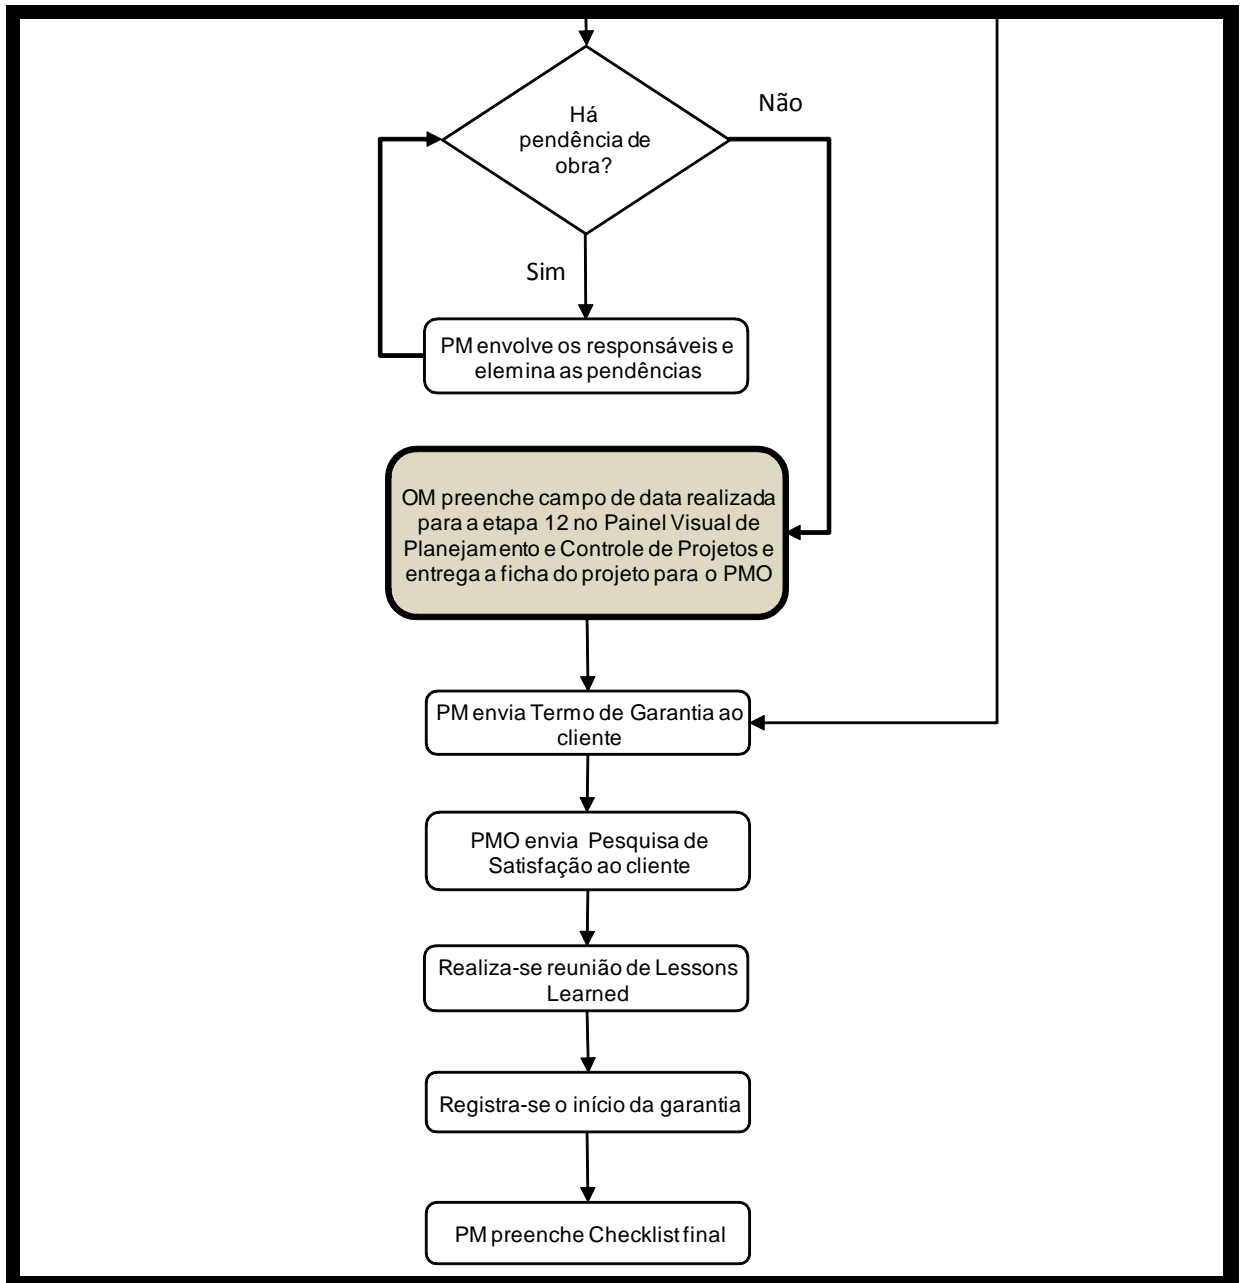 Há
pendência de
obra?
Não
Sim
PM envolve os responsáveis e
elemina as pendências
OM preenche campo de data realizada
para a etapa 12 no Painel Visual de
Planejamento e Controle de Projetos e
entrega a ficha do projeto para o PMO
PM envia Termo de Garantia ao
cliente
PMO envia Pesquisa de
Satisfação ao cliente
Realiza-se reunião de Lessons
Learned
Registra-se o início da garantia
PM preenche Checklist final